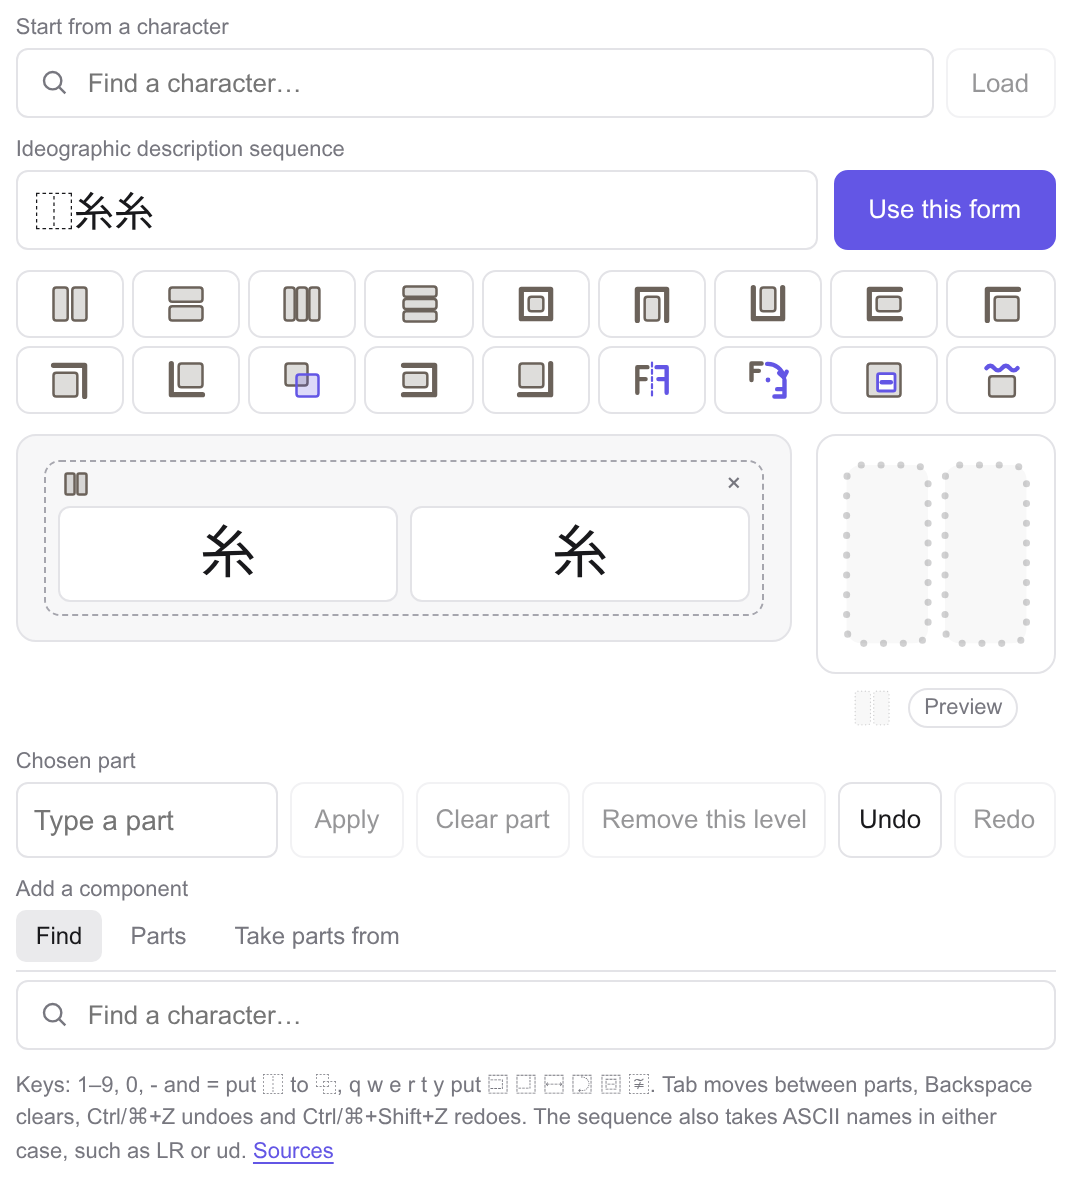 Start from a character
Find a character…
Load
Ideographic description sequence
⿰糸糸
Use this form
×
糸
糸
Preview
Chosen part
Type a part
Apply
Clear part
Remove this level
Undo
Redo
Add a component
Find
Parts
Take parts from
Find a character…
Keys: 1–9, 0, - and = put ⿰ to ⿻, q w e r t y put ⿼ ⿽ ⿾ ⿿ ㇯ 〾. Tab moves between parts, Backspace
clears, Ctrl/⌘+Z undoes and Ctrl/⌘+Shift+Z redoes. The sequence also takes ASCII names in either
case, such as LR or ud. Sources